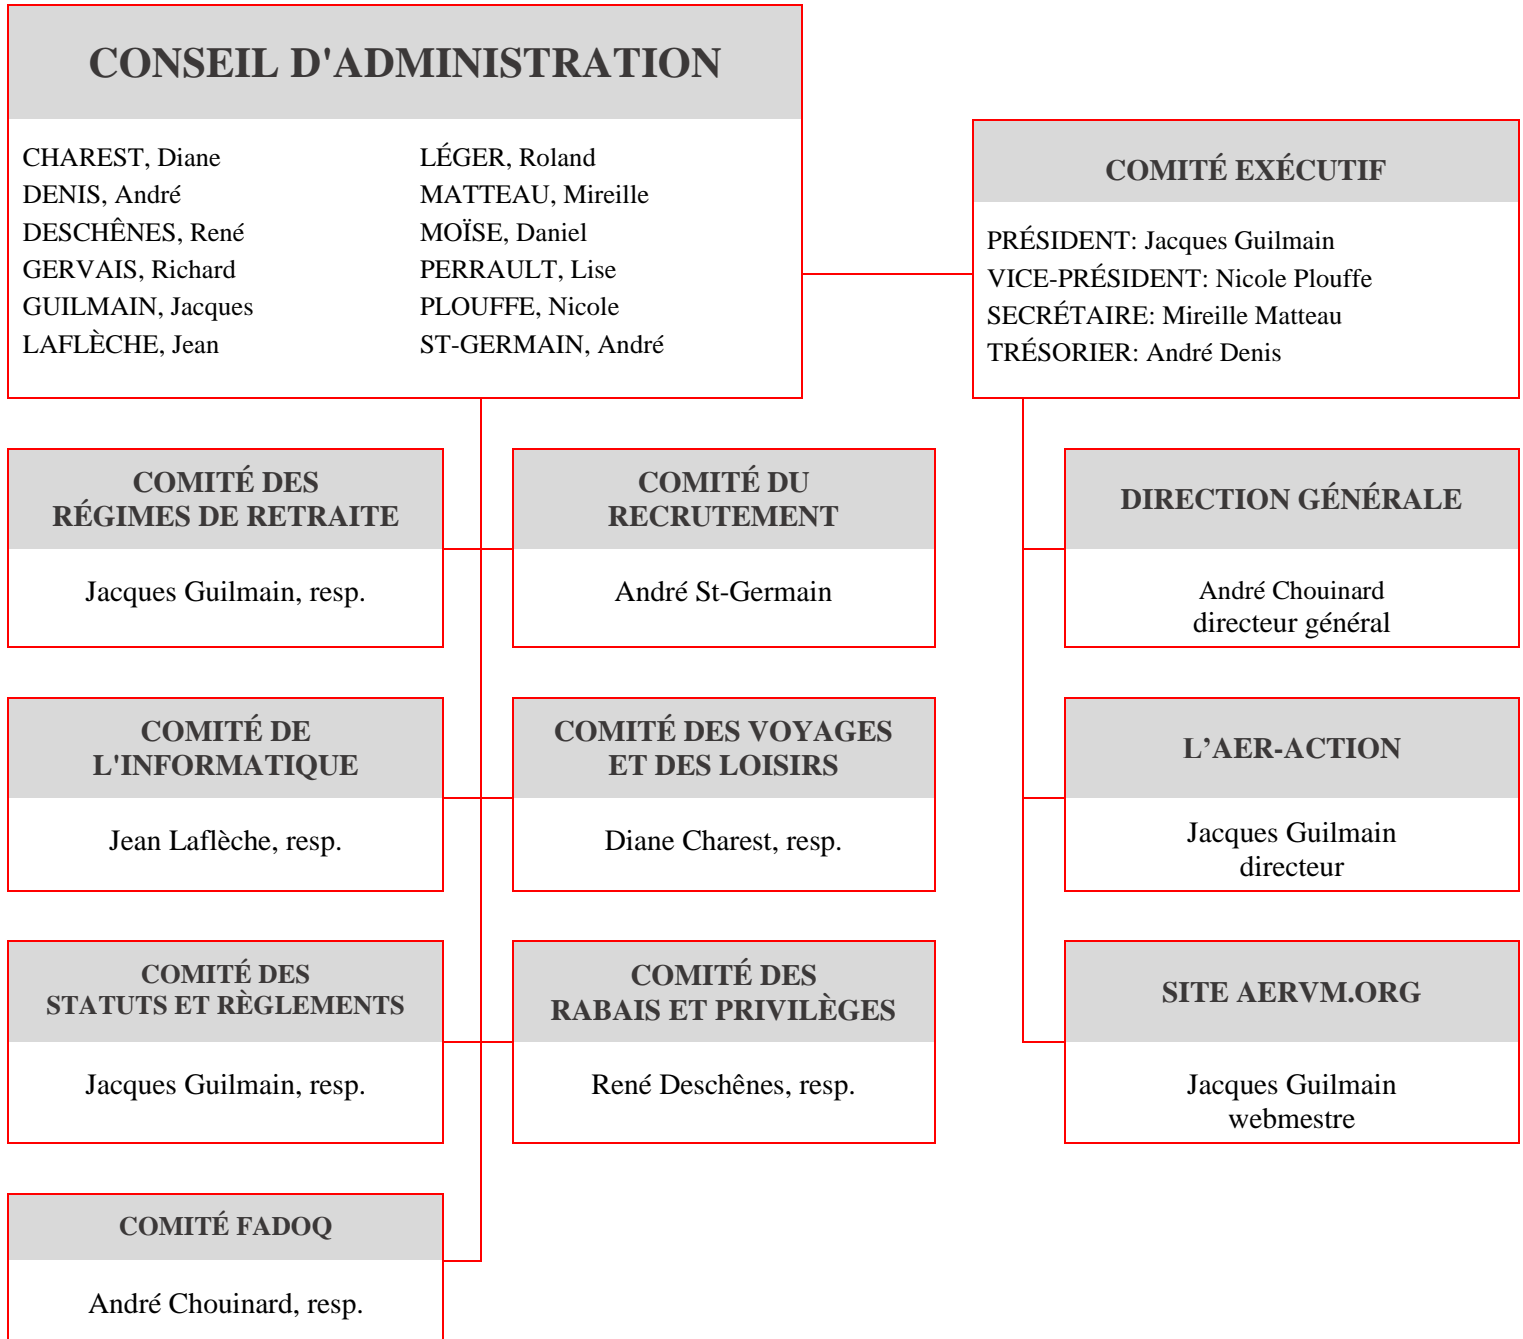 CONSEIL D'ADMINISTRATION
CHAREST, Diane
DENIS, André
DESCHÊNES, René
GERVAIS, Richard
GUILMAIN, Jacques
LAFLÈCHE, Jean
LÉGER, Roland
MATTEAU, Mireille
MOÏSE, Daniel
PERRAULT, Lise
PLOUFFE, Nicole
ST-GERMAIN, André
COMITÉ EXÉCUTIF
PRÉSIDENT: Jacques Guilmain
VICE-PRÉSIDENT: Nicole Plouffe
SECRÉTAIRE: Mireille Matteau
TRÉSORIER: André Denis
COMITÉ DES
RÉGIMES DE RETRAITE
Jacques Guilmain, resp.
COMITÉ DU
RECRUTEMENT
André St-Germain
DIRECTION GÉNÉRALE
André Chouinard
directeur général
COMITÉ DE
L'INFORMATIQUE
Jean Laflèche, resp.
COMITÉ DES VOYAGES
ET DES LOISIRS
Diane Charest, resp.
L’AER-ACTION
Jacques Guilmain
directeur
COMITÉ DES
STATUTS ET RÈGLEMENTS
Jacques Guilmain, resp.
COMITÉ DES
RABAIS ET PRIVILÈGES
René Deschênes, resp.
SITE AERVM.ORG
Jacques Guilmain
webmestre
COMITÉ FADOQ
André Chouinard, resp.